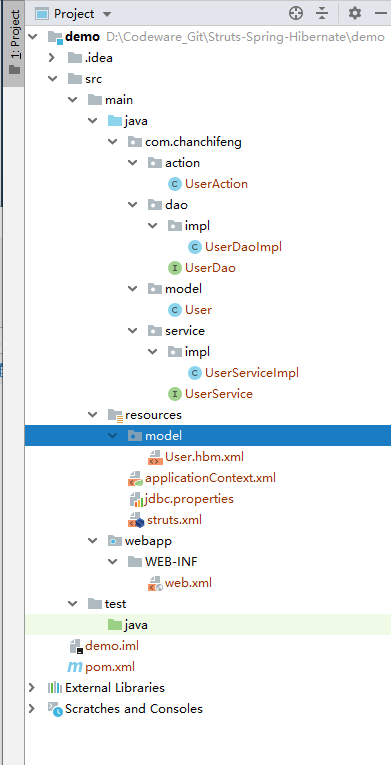 1: Project
Project
demo D:\Codeware_Git\Struts-Spring-Hibernate\demo
.idea
src
main
java
com.chanchifeng
action
UserAction
dao
impl
UserDaoImpl
UserDao
model
User
service
impl
UserServiceImpl
UserService
resources
model
User.hbm.xml
applicationContext.xml
jdbc.properties
struts.xml
webapp
WEB-INF
web.xml
test
java
demo.iml
pom.xml
External Libraries
Scratches and Consoles